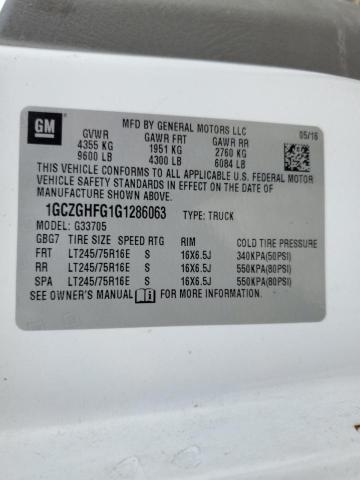 GM
MFD BY GENERAL MOTORS LLC 05/16
GVWR GAWR FRT GAWR RR
4355 KG 1951 KG 2760 KG
9600 LB 4300 LB 6084 LB
THIS VEHICLE CONFORMS TO ALL APPLICABLE U.S. FEDERAL MOTOR
VEHICLE SAFETY STANDARDS IN EFFECT ON THE DATE OF
MANUFACTURE SHOWN ABOVE.
1GCZGHFG1G1286063 TYPE: TRUCK
MODEL: G33705
GBG7 TIRE SIZE SPEED RTG RIM COLD TIRE PRESSURE
FRT LT245/75R16E S 16X6.5J 340KPA(50PSI)
RR LT245/75R16E S 16X6.5J 550KPA(80PSI)
SPA LT245/75R16E S 16X6.5J 550KPA(80PSI)
SEE OWNER'S MANUAL FOR MORE INFORMATION.